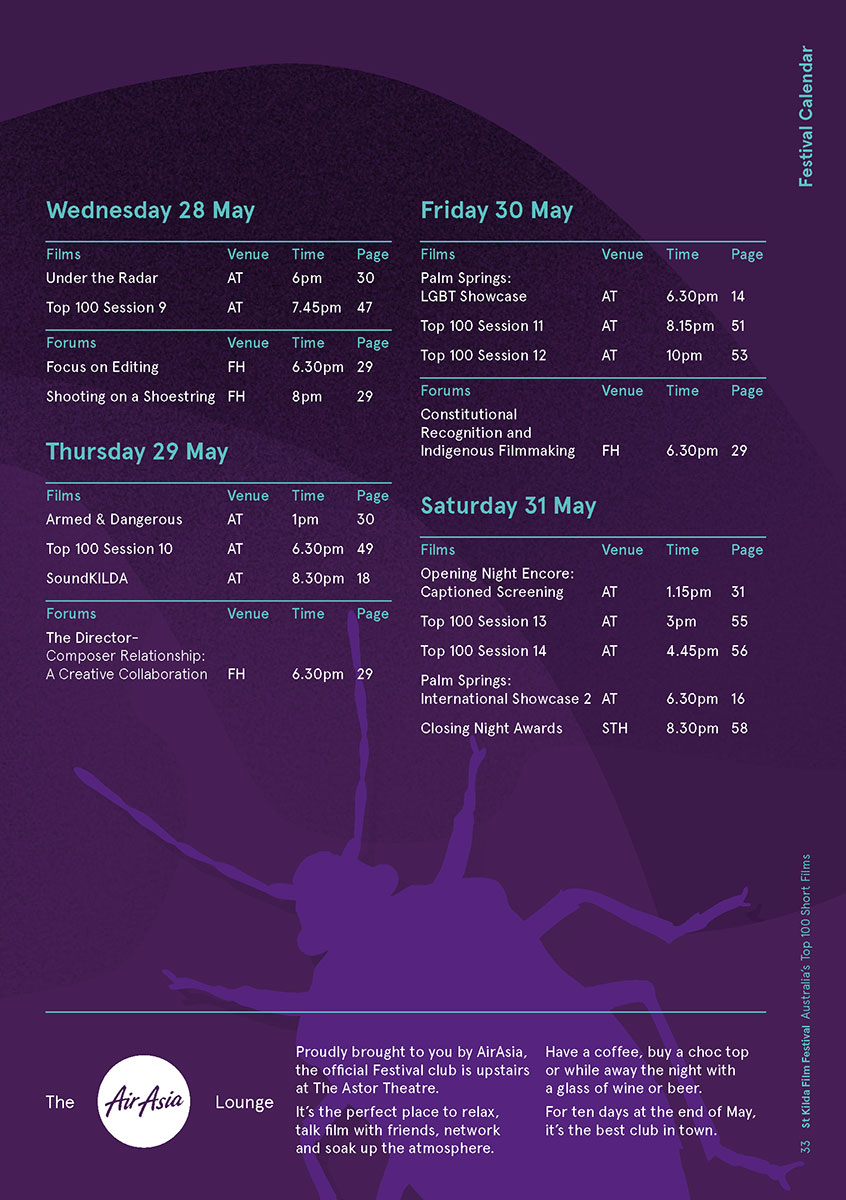 Festival Calendar
Wednesday 28 May
Films Venue Time Page
Under the Radar AT 6pm 30
Top 100 Session 9 AT 7.45pm 47
Forums Venue Time Page
Focus on Editing FH 6.30pm 29
Shooting on a Shoestring FH 8pm 29
Thursday 29 May
Films Venue Time Page
Armed & Dangerous AT 1pm 30
Top 100 Session 10 AT 6.30pm 49
SoundKILDA AT 8.30pm 18
Forums Venue Time Page
The Director-
Composer Relationship:
A Creative Collaboration FH 6.30pm 29
Friday 30 May
Films Venue Time Page
Palm Springs:
LGBT Showcase AT 6.30pm 14
Top 100 Session 11 AT 8.15pm 51
Top 100 Session 12 AT 10pm 53
Forums Venue Time Page
Constitutional
Recognition and
Indigenous Filmmaking FH 6.30pm 29
Saturday 31 May
Films Venue Time Page
Opening Night Encore:
Captioned Screening AT 1.15pm 31
Top 100 Session 13 AT 3pm 55
Top 100 Session 14 AT 4.45pm 56
Palm Springs:
International Showcase 2 AT 6.30pm 16
Closing Night Awards STH 8.30pm 58
The AirAsia Lounge
Proudly brought to you by AirAsia,
the official Festival club is upstairs
at The Astor Theatre.
It's the perfect place to relax,
talk film with friends, network
and soak up the atmosphere.
Have a coffee, buy a choc top
or while away the night with
a glass of wine or beer.
For ten days at the end of May,
it's the best club in town.
33 St Kilda Film Festival Australia's Top 100 Short Films